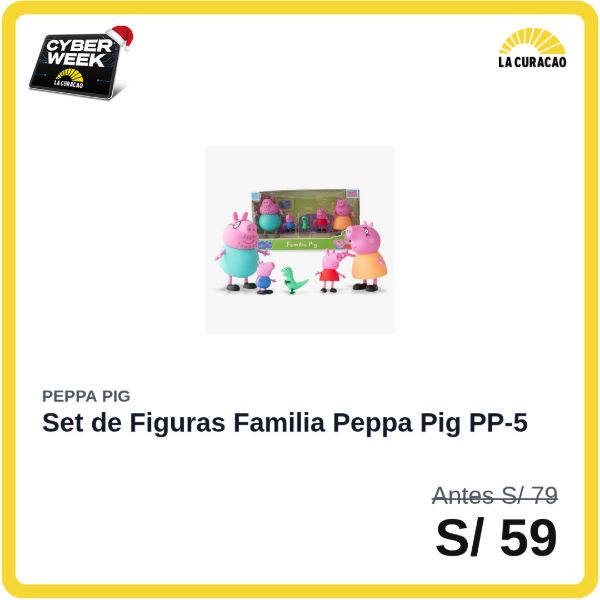 CYBER
WEEK
LA CURACAO
LA CURACAO
Familia Pig
PEPPA PIG
Set de Figuras Familia Peppa Pig PP-5
Antes S/ 79
S/ 59